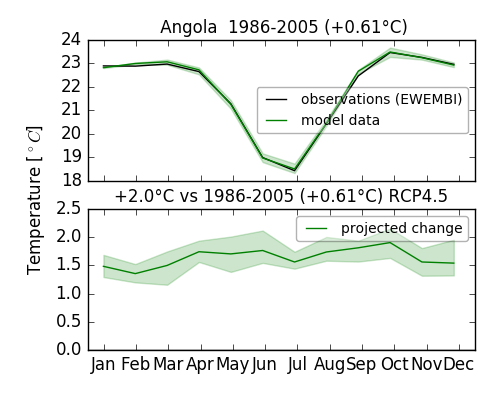 Angola 1986-2005 (+0.61°C)
24
23
22
21
20
19
18
observations (EWEMBI)
model data
Temperature [°C]
+2.0°C vs 1986-2005 (+0.61°C) RCP4.5
2.5
2.0
1.5
1.0
0.5
0.0
projected change
Jan Feb Mar Apr May Jun Jul Aug Sep Oct Nov Dec